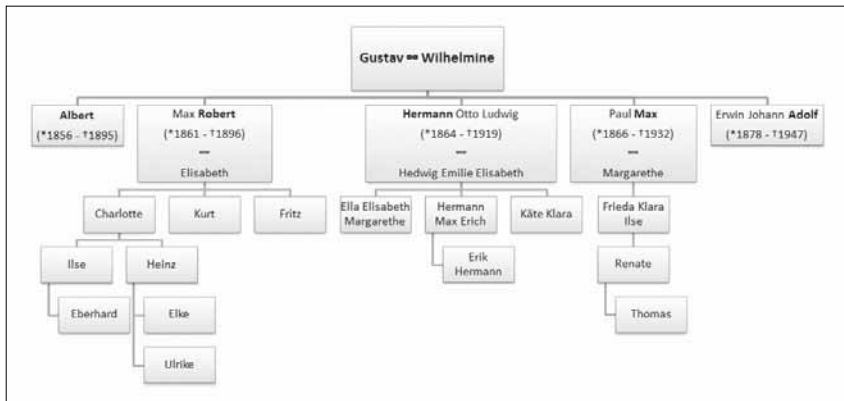 Gustav ⚭ Wilhelmine
Albert
(*1856 - †1895)
Max Robert
(*1861 - †1896)
⚭
Elisabeth
Hermann Otto Ludwig
(*1864 - †1919)
⚭
Hedwig Emilie Elisabeth
Paul Max
(*1866 - †1932)
⚭
Margarethe
Erwin Johann Adolf
(*1878 - †1947)
Charlotte
Kurt
Fritz
Ella Elisabeth
Margarethe
Hermann
Max Erich
Käte Klara
Frieda Klara
Ilse
Ilse
Heinz
Erik
Hermann
Renate
Eberhard
Elke
Thomas
Ulrike